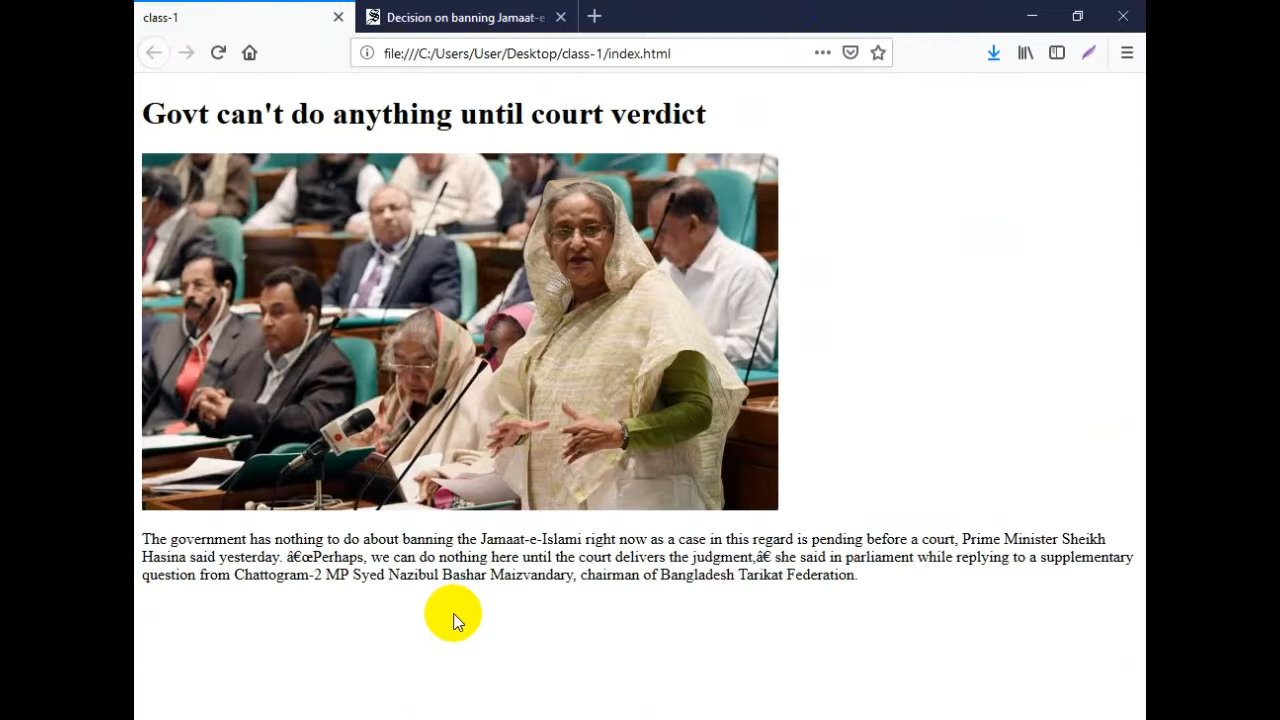 class-1
Decision on banning Jamaat-e
file:///C:/Users/User/Desktop/class-1/index.html
Govt can't do anything until court verdict
The government has nothing to do about banning the Jamaat-e-Islami right now as a case in this regard is pending before a court, Prime Minister Sheikh
Hasina said yesterday. â€œPerhaps, we can do nothing here until the court delivers the judgment,â€ she said in parliament while replying to a supplementary
question from Chattogram-2 MP Syed Nazibul Bashar Maizvandary, chairman of Bangladesh Tarikat Federation.